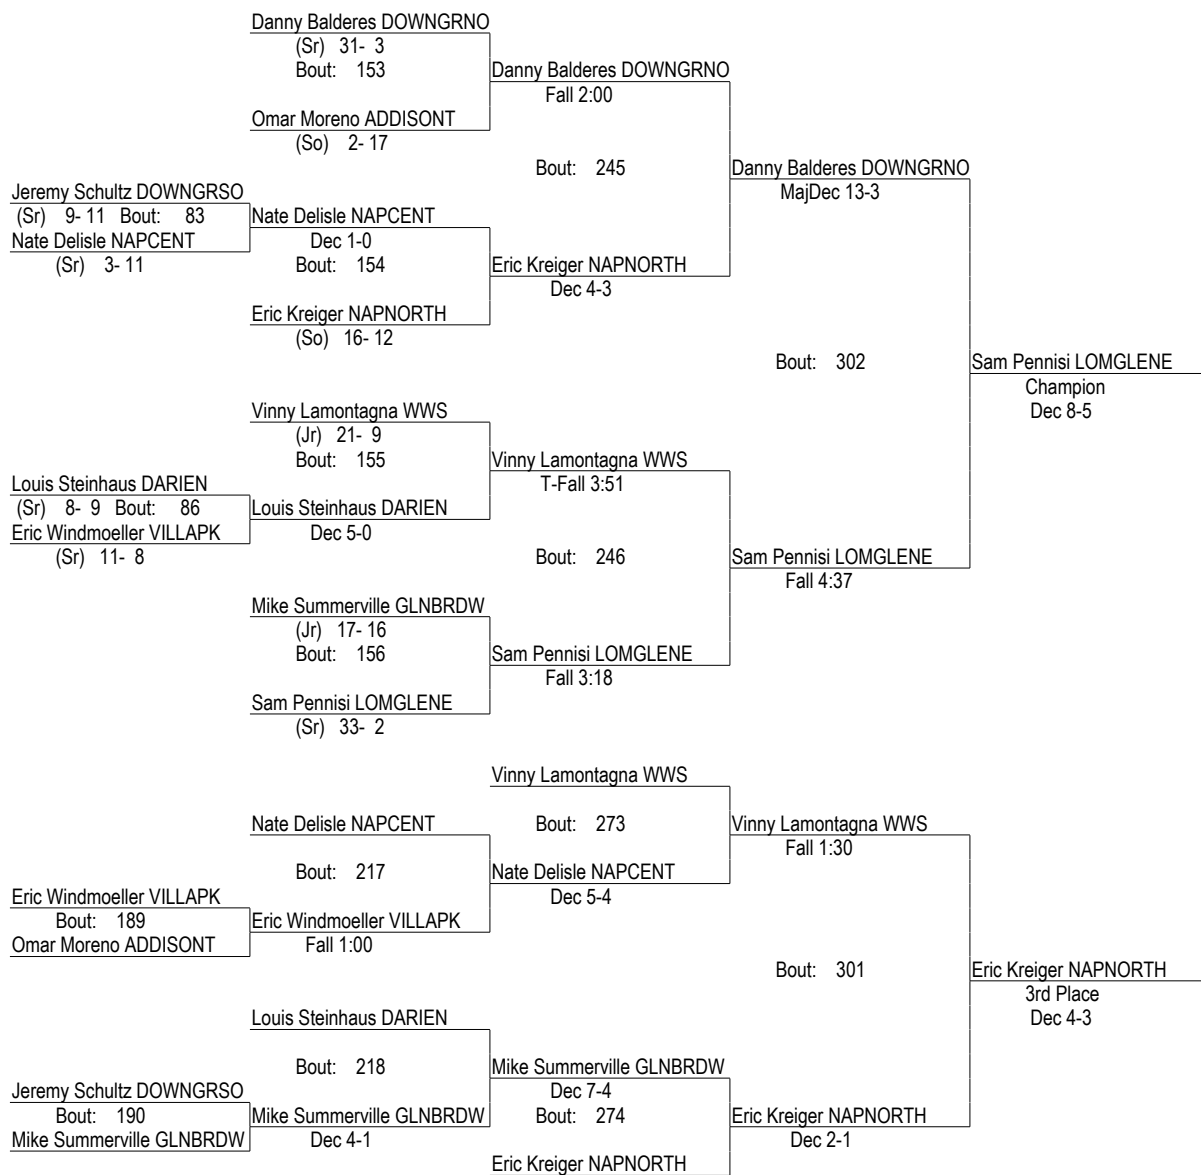 Danny Balderes DOWNGRNO
(Sr) 31- 3
Bout: 153
Danny Balderes DOWNGRNO
Fall 2:00
Omar Moreno ADDISONT
(So) 2- 17
Bout: 245
Danny Balderes DOWNGRNO
MajDec 13-3
Jeremy Schultz DOWNGRSO
(Sr) 9- 11 Bout: 83
Nate Delisle NAPCENT
(Sr) 3- 11
Nate Delisle NAPCENT
Dec 1-0
Bout: 154
Eric Kreiger NAPNORTH
Dec 4-3
Eric Kreiger NAPNORTH
(So) 16- 12
Bout: 302
Sam Pennisi LOMGLENE
Champion
Dec 8-5
Vinny Lamontagna WWS
(Jr) 21- 9
Bout: 155
Vinny Lamontagna WWS
T-Fall 3:51
Louis Steinhaus DARIEN
(Sr) 8- 9 Bout: 86
Eric Windmoeller VILLAPK
(Sr) 11- 8
Louis Steinhaus DARIEN
Dec 5-0
Bout: 246
Sam Pennisi LOMGLENE
Fall 4:37
Mike Summerville GLNBRDW
(Jr) 17- 16
Bout: 156
Sam Pennisi LOMGLENE
Fall 3:18
Sam Pennisi LOMGLENE
(Sr) 33- 2
Vinny Lamontagna WWS
Bout: 273
Vinny Lamontagna WWS
Fall 1:30
Nate Delisle NAPCENT
Bout: 217
Nate Delisle NAPCENT
Dec 5-4
Eric Windmoeller VILLAPK
Bout: 189
Omar Moreno ADDISONT
Eric Windmoeller VILLAPK
Fall 1:00
Bout: 301
Eric Kreiger NAPNORTH
3rd Place
Dec 4-3
Louis Steinhaus DARIEN
Bout: 218
Mike Summerville GLNBRDW
Dec 7-4
Bout: 274
Jeremy Schultz DOWNGRSO
Bout: 190
Mike Summerville GLNBRDW
Mike Summerville GLNBRDW
Dec 4-1
Eric Kreiger NAPNORTH
Dec 2-1
Eric Kreiger NAPNORTH